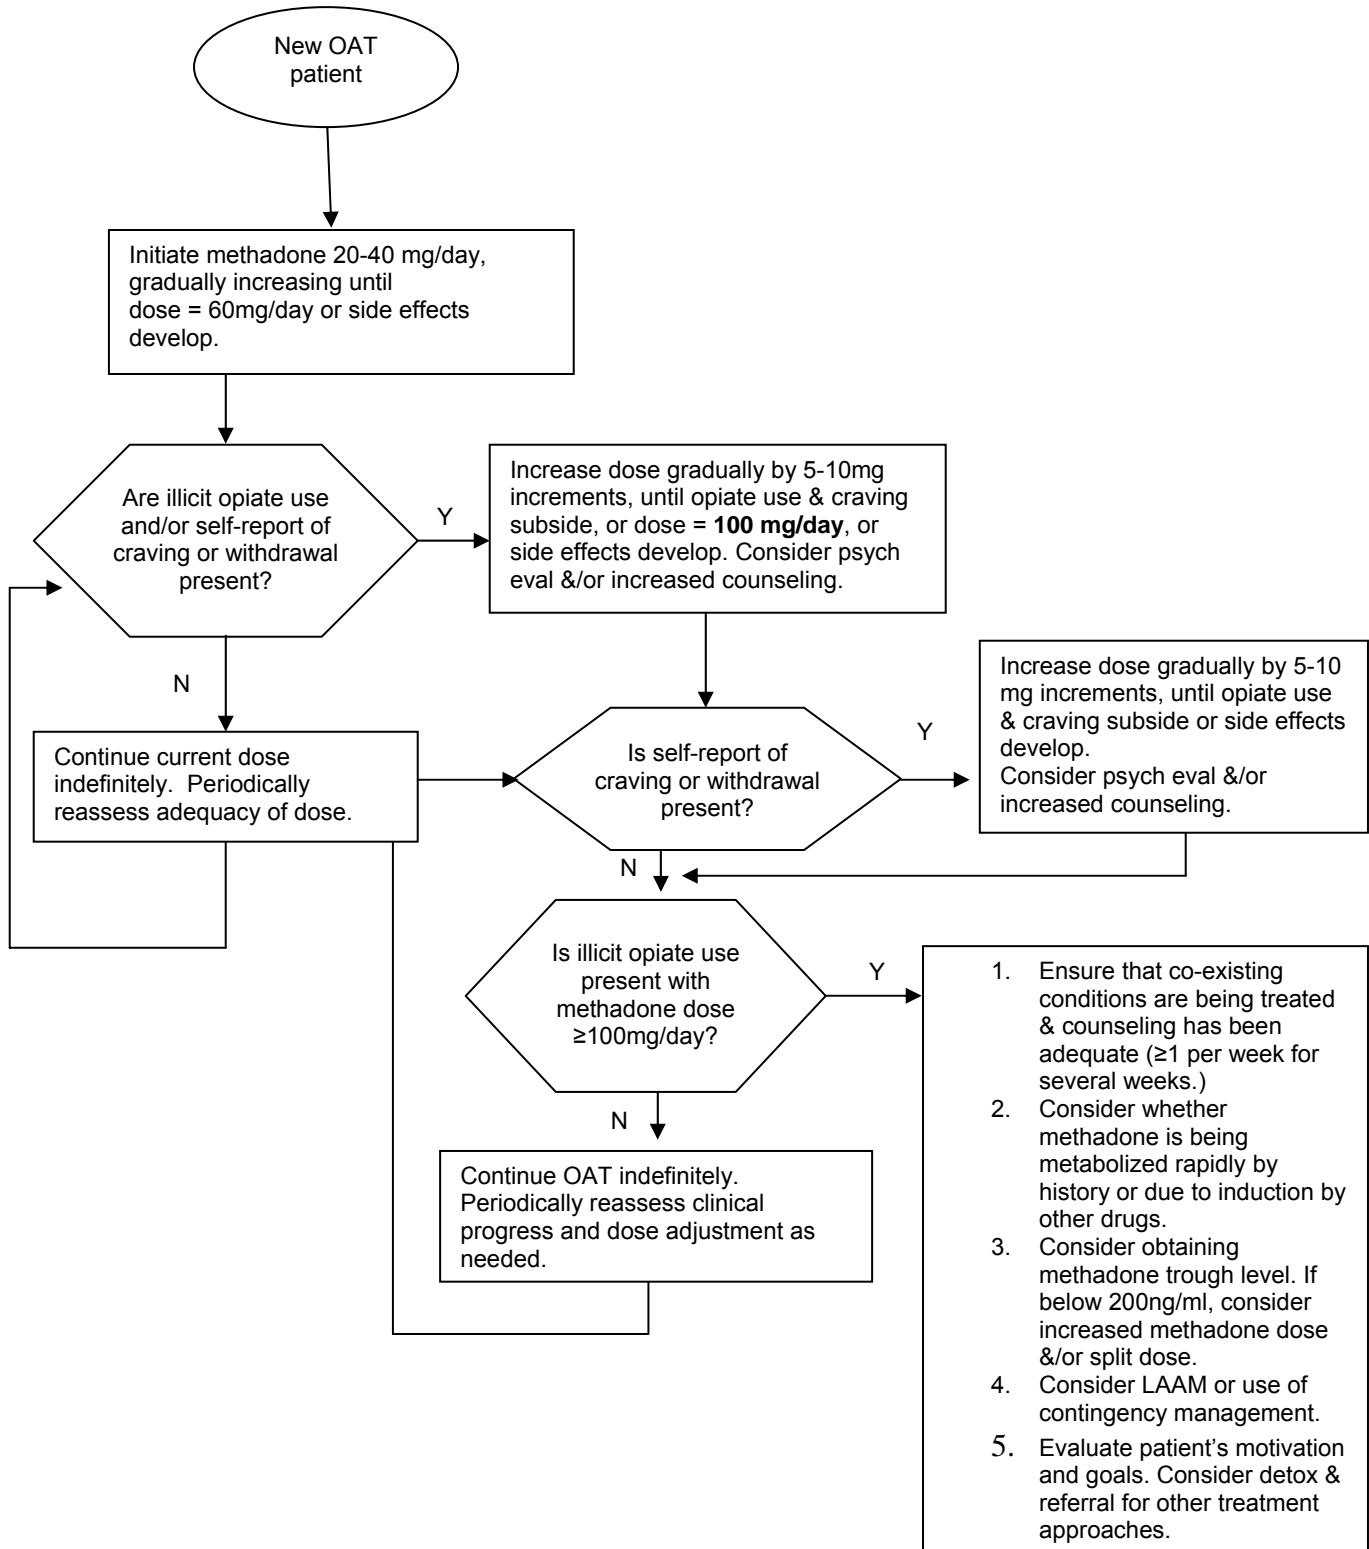 New OAT
patient
Initiate methadone 20-40 mg/day,
gradually increasing until
dose = 60mg/day or side effects
develop.
Are illicit opiate use
and/or self-report of
craving or withdrawal
present?
Y
Increase dose gradually by 5-10mg
increments, until opiate use & craving
subside, or dose = 100 mg/day, or
side effects develop. Consider psych
eval &/or increased counseling.
N
Continue current dose
indefinitely.  Periodically
reassess adequacy of dose.
Is self-report of
craving or withdrawal
present?
Y
Increase dose gradually by 5-10
mg increments, until opiate use
& craving subside or side effects
develop.
Consider psych eval &/or
increased counseling.
N
Is illicit opiate use
present with
methadone dose
≥100mg/day?
Y
N
Continue OAT indefinitely.
Periodically reassess clinical
progress and dose adjustment as
needed.
1. Ensure that co-existing
conditions are being treated
& counseling has been
adequate (≥1 per week for
several weeks.)
2. Consider whether
methadone is being
metabolized rapidly by
history or due to induction by
other drugs.
3. Consider obtaining
methadone trough level. If
below 200ng/ml, consider
increased methadone dose
&/or split dose.
4. Consider LAAM or use of
contingency management.
5. Evaluate patient's motivation
and goals. Consider detox &
referral for other treatment
approaches.